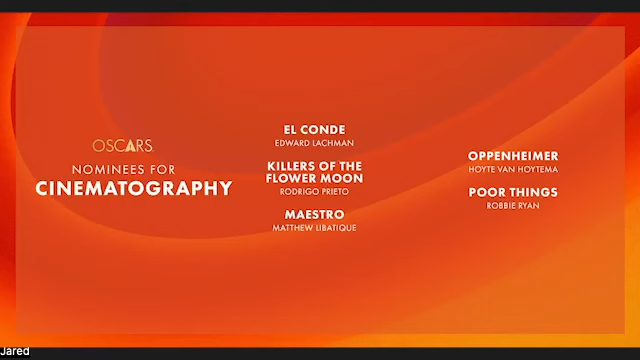 OSCARS
NOMINEES FOR
CINEMATOGRAPHY
EL CONDE
EDWARD LACHMAN
KILLERS OF THE
FLOWER MOON
RODRIGO PRIETO
MAESTRO
MATTHEW LIBATIQUE
OPPENHEIMER
HOYTE VAN HOYTEMA
POOR THINGS
ROBBIE RYAN
Jared